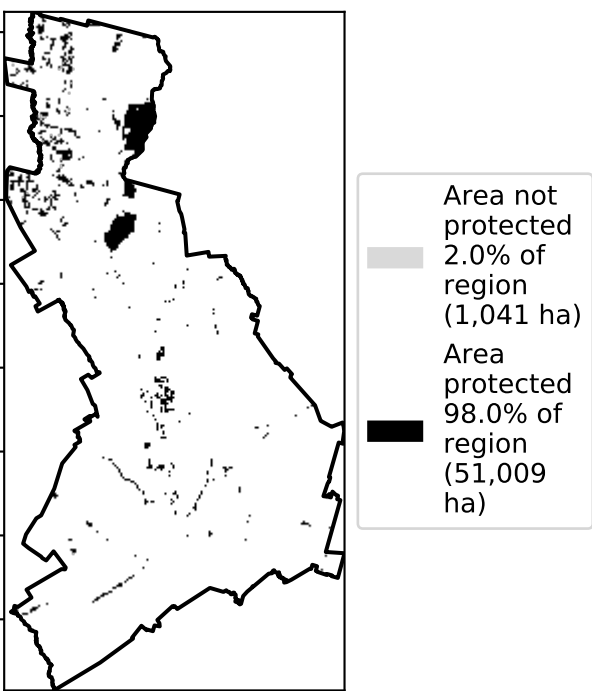 Area not
protected
2.0% of
region
(1,041 ha)
Area
protected
98.0% of
region
(51,009
ha)